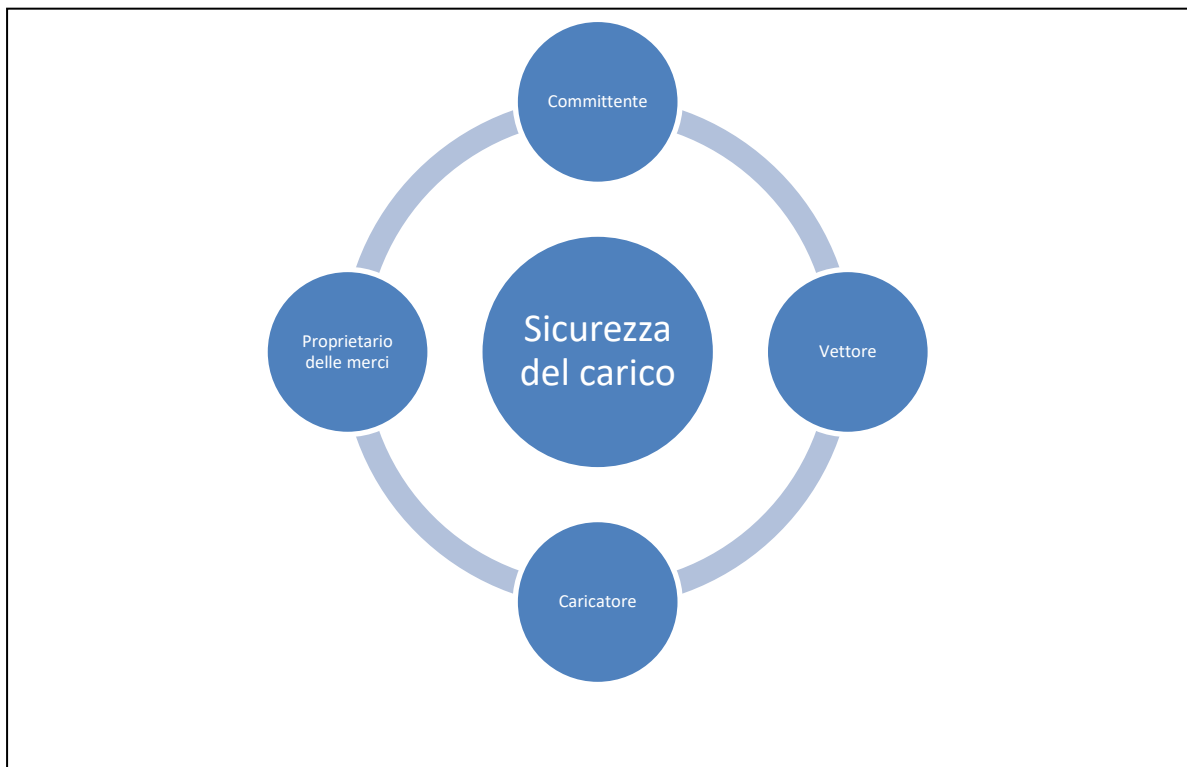 Committente
Proprietario
delle merci
Sicurezza
del carico
Vettore
Caricatore